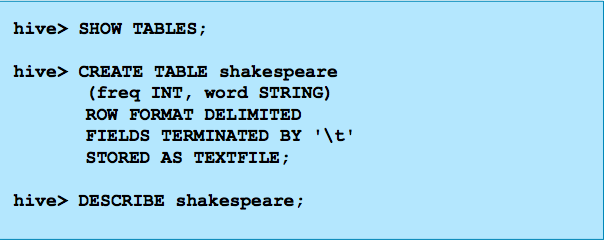 hive> SHOW TABLES;
hive> CREATE TABLE shakespeare
(freq INT, word STRING)
ROW FORMAT DELIMITED
FIELDS TERMINATED BY '\t'
STORED AS TEXTFILE;
hive> DESCRIBE shakespeare;